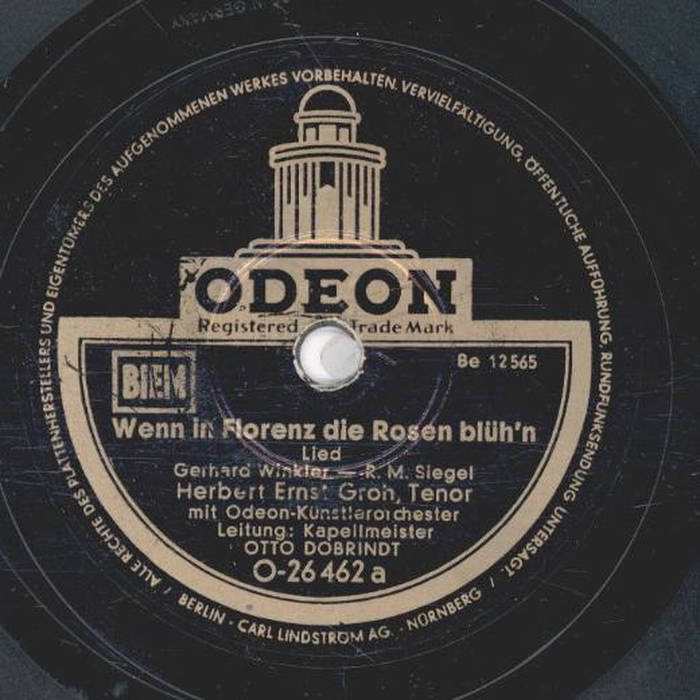 ALLE RECHTE DES PLATTENHERSTELLERS UND EIGENTÜMERS DES AUFGENOMMENEN WERKES VORBEHALTEN. VERVIELFÄLTIGUNG, ÖFFENTLICHE AUFFÜHRUNG, RUNDFUNKSENDUNG UNTERSAGT. /
ODEON
Registered Trade Mark
BIEM
Be 12565
Wenn in Florenz die Rosen blüh'n
Lied
Gerhard Winkler — R. M. Siegel
Herbert Ernst Groh, Tenor
mit Odeon-Künstlerorchester
Leitung: Kapellmeister
OTTO DOBRINDT
O-26462a
/ BERLIN - CARL LINDSTRÖM AG. - NÜRNBERG /